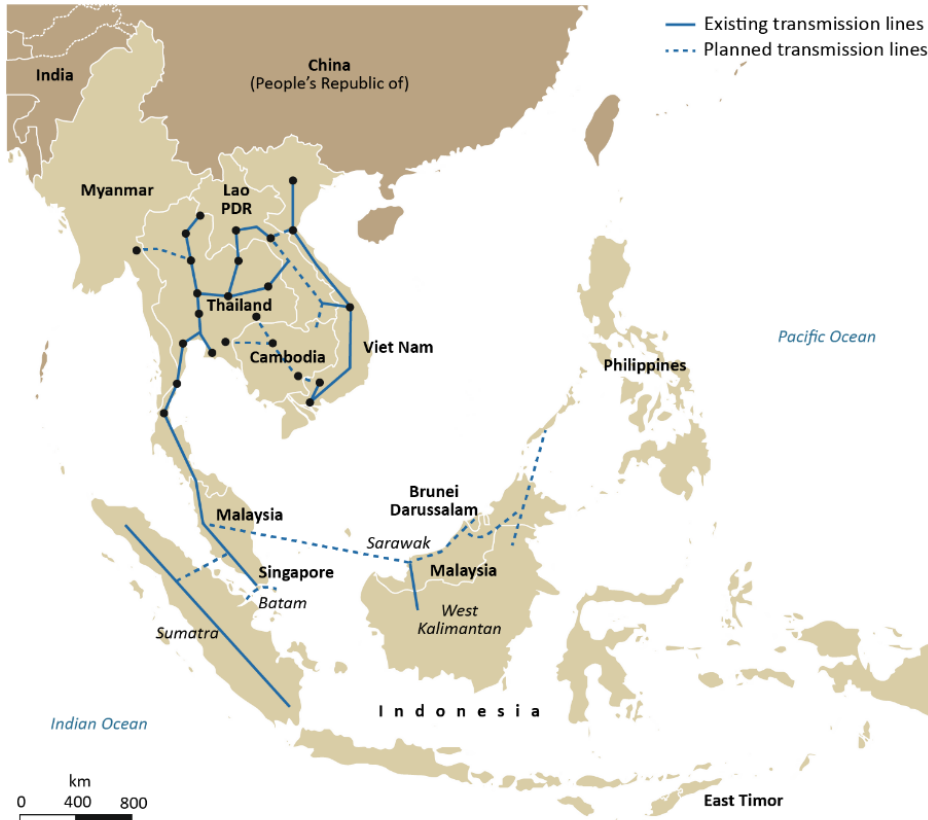 Existing transmission lines
Planned transmission lines
China
(People's Republic of)
India
Myanmar
Lao
PDR
Thailand
Cambodia
Viet Nam
Philippines
Pacific Ocean
Brunei
Darussalam
Malaysia
Sarawak
Malaysia
Singapore
Batam
West
Kalimantan
Sumatra
Indonesia
Indian Ocean
km
0 400 800
East Timor